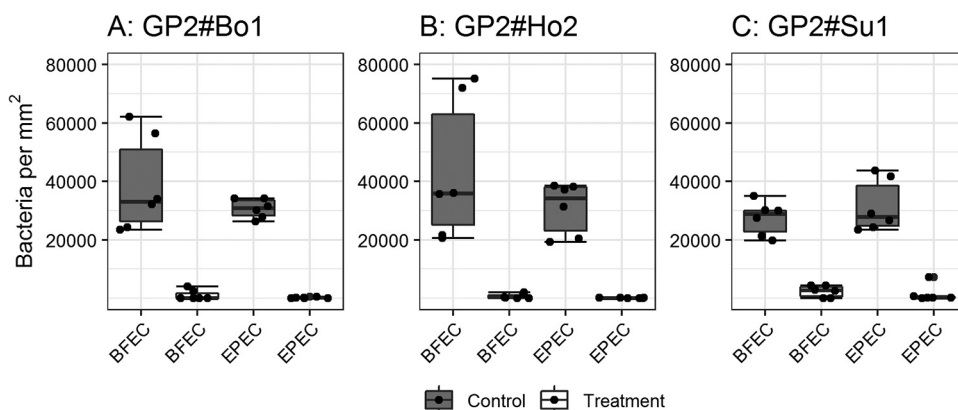 A: GP2#Bo1
B: GP2#Ho2
C: GP2#Su1
Bacteria per mm²
80000
60000
40000
20000
80000
60000
40000
20000
80000
60000
40000
20000
BFEC
BFEC
EPEC
EPEC
BFEC
BFEC
EPEC
EPEC
BFEC
BFEC
EPEC
EPEC
Control
Treatment